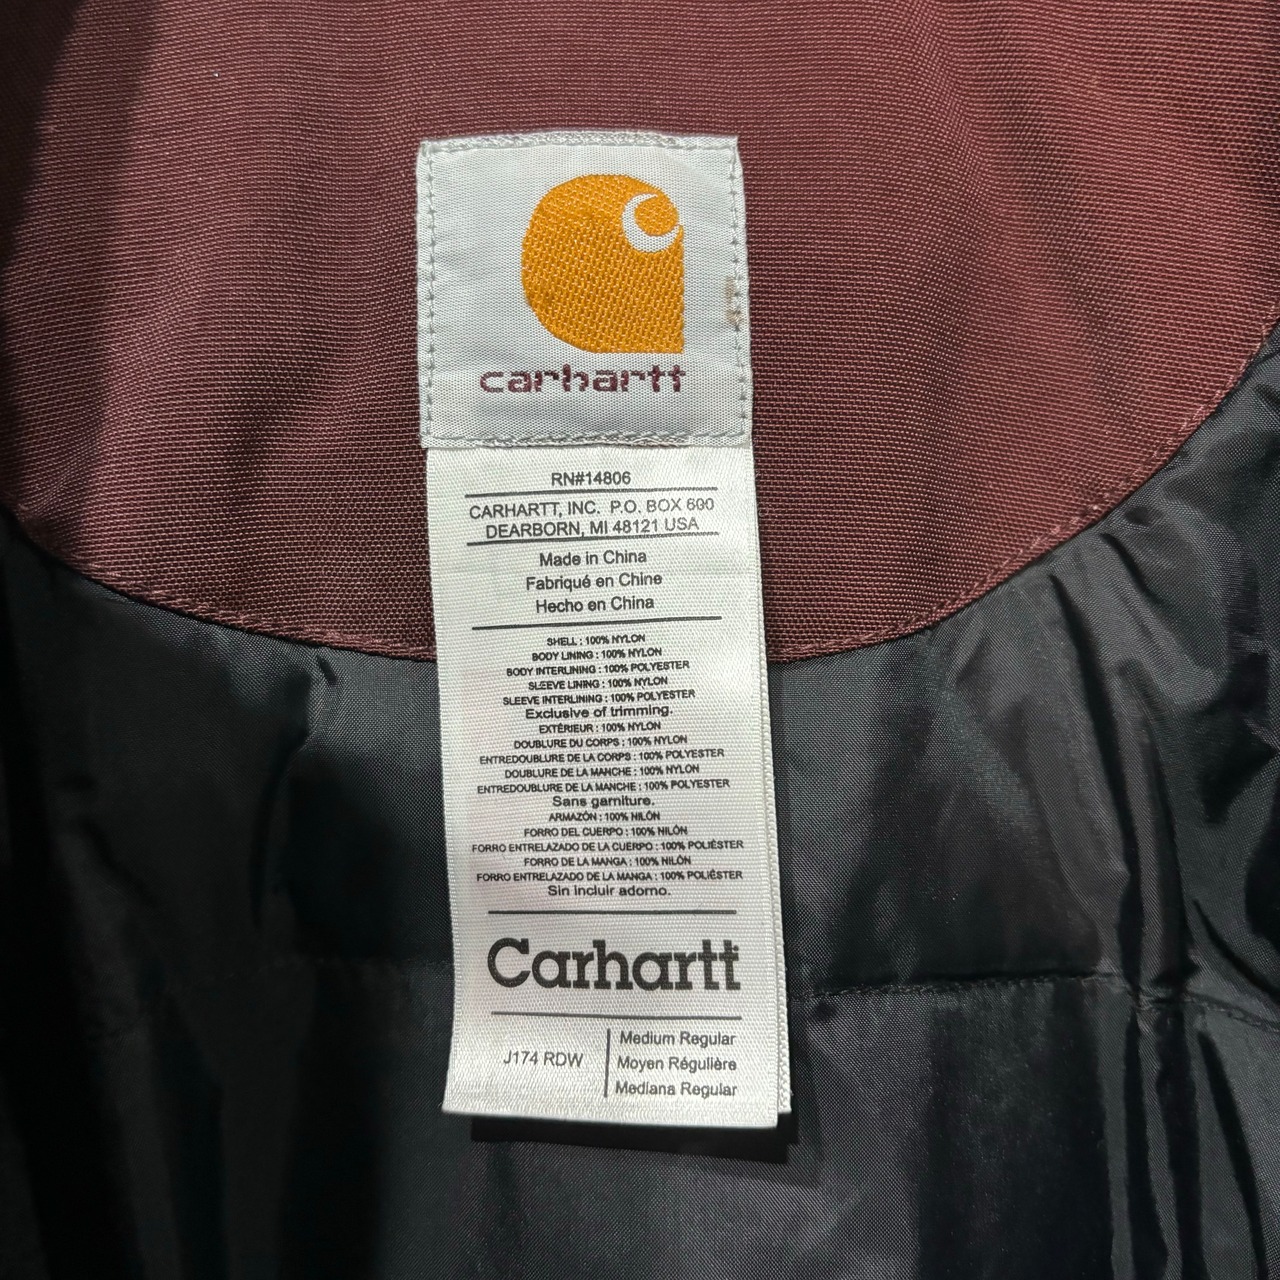 carhartt
RN#14806
CARHARTT, INC. P.O. BOX 600
DEARBORN, MI 48121 USA
Made in China
Fabriqué en Chine
Hecho en China
SHELL : 100% NYLON
BODY LINING : 100% NYLON
BODY INTERLINING : 100% POLYESTER
SLEEVE LINING : 100% NYLON
SLEEVE INTERLINING : 100% POLYESTER
Exclusive of trimming.
EXTÉRIEUR : 100% NYLON
DOUBLURE DU CORPS : 100% NYLON
ENTREDOUBLURE DE LA CORPS : 100% POLYESTER
DOUBLURE DE LA MANCHE : 100% NYLON
ENTREDOUBLURE DE LA MANCHE : 100% POLYESTER
Sans garniture.
ARMAZÓN : 100% NILÓN
FORRO DEL CUERPO : 100% NILÓN
FORRO ENTRELAZADO DE LA CUERPO : 100% POLIÉSTER
FORRO DE LA MANGA : 100% NILÓN
FORRO ENTRELAZADO DE LA MANGA : 100% POLIÉSTER
Sin incluir adorno.
Carhartt
J174 RDW
Medium Regular
Moyen Régulière
Mediana Regular